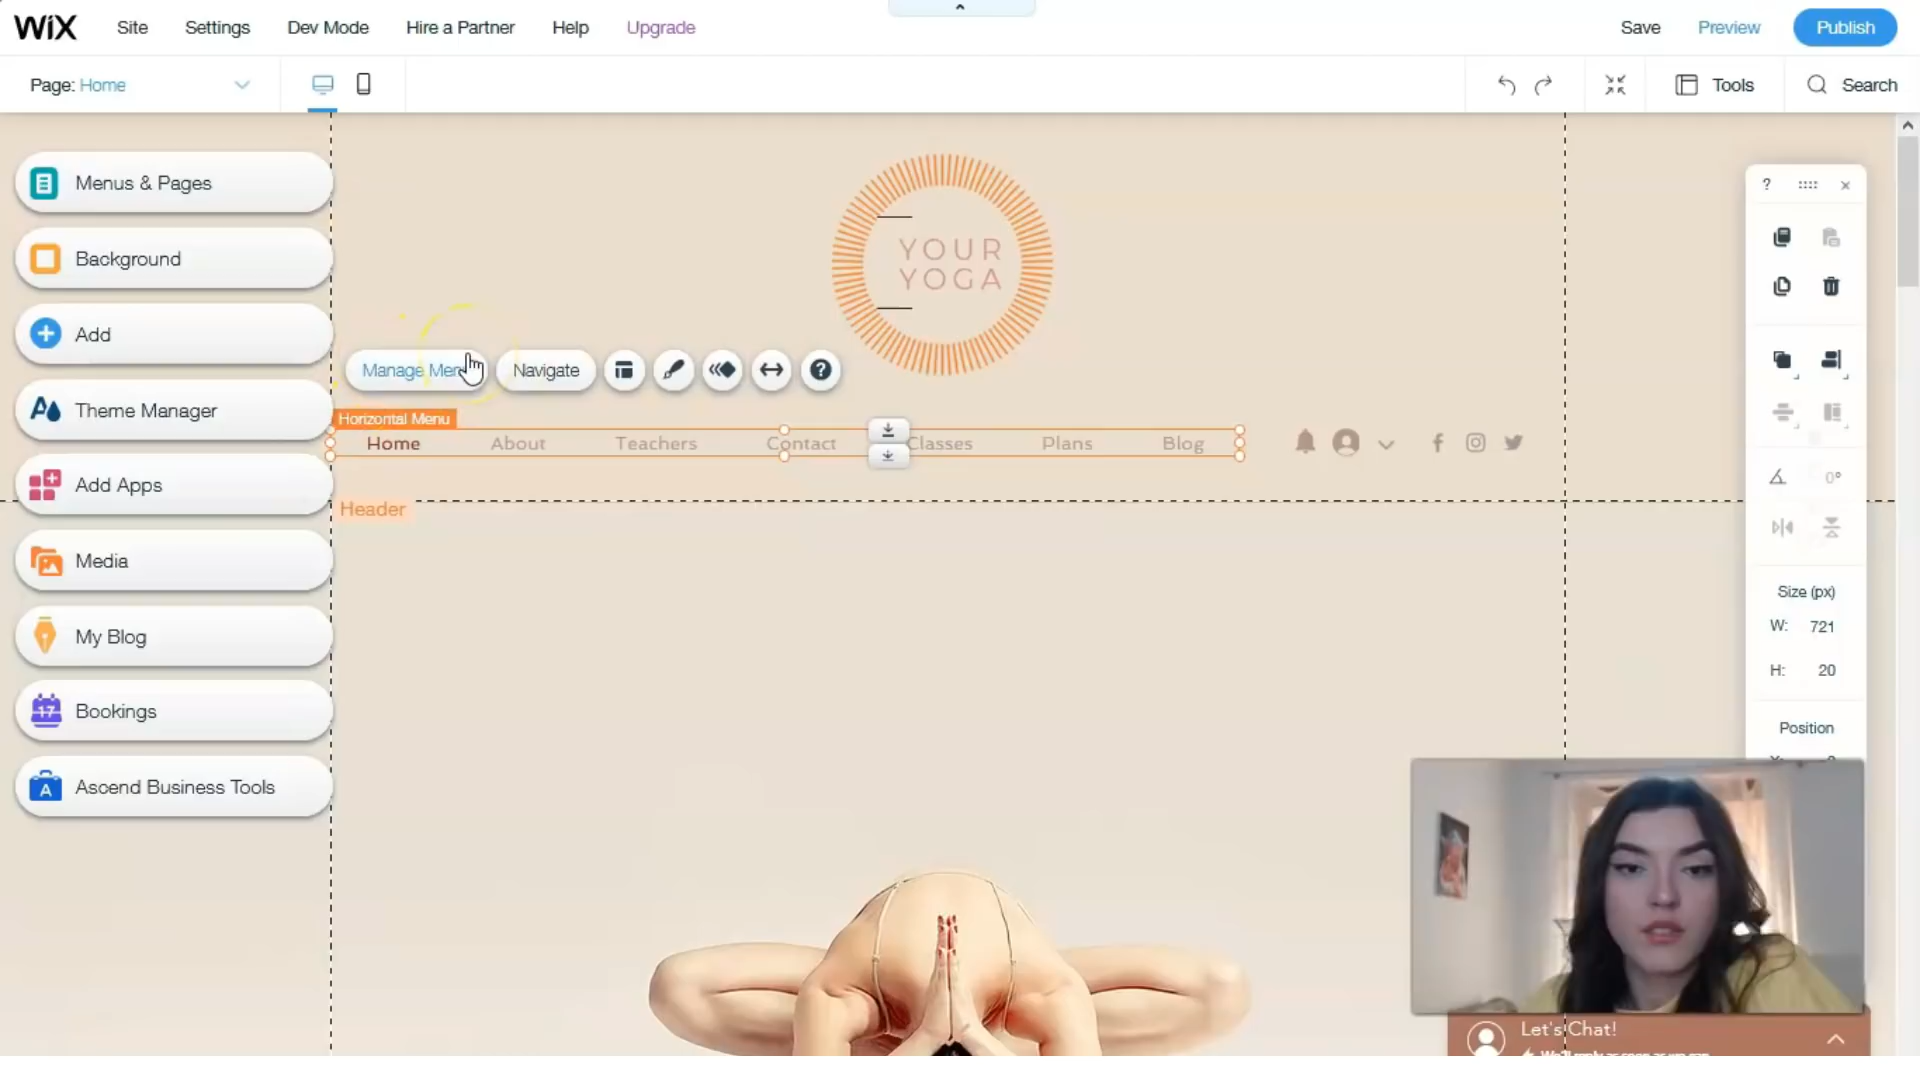 WiX Site Settings Dev Mode Hire a Partner Help Upgrade Save Preview Publish
Page: Home Tools Search
Menus & Pages
Background
Add
Theme Manager
Add Apps
Media
My Blog
Bookings
Ascend Business Tools
YOUR
YOGA
Manage Menu Navigate
Horizontal Menu
Home About Teachers Contact Classes Plans Blog
Header
0°
Size (px)
W: 721
H: 20
Position
Let's Chat!